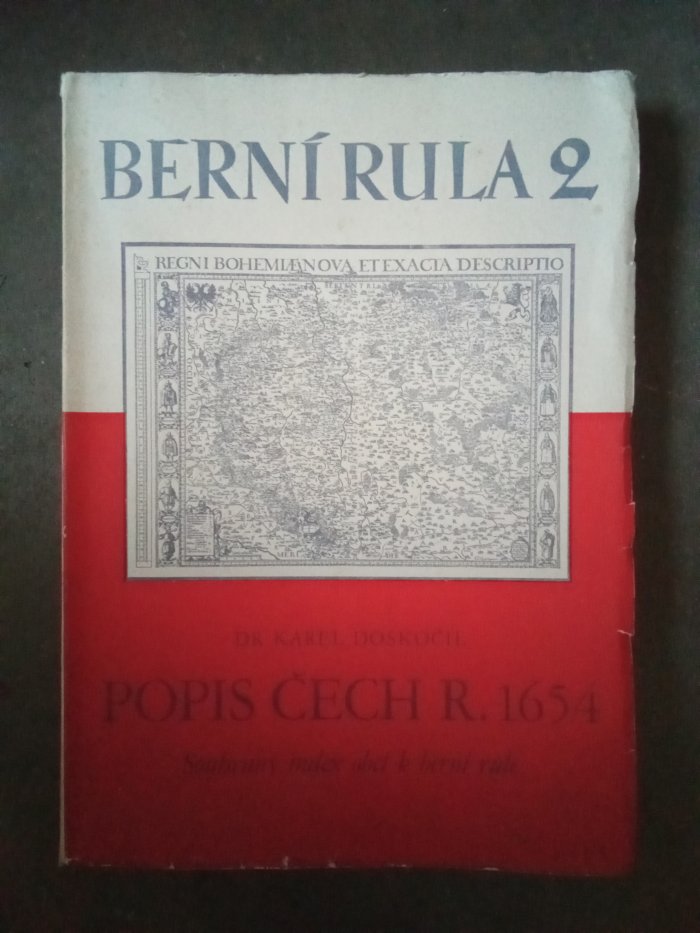 BERNÍ RULA 2
REGNI BOHEMIÆ NOVA ET EXACTA DESCRIPTIO
DR KAREL DOSKOČIL
POPIS ČECH R. 1654
Souhrnný index obcí k berní rule